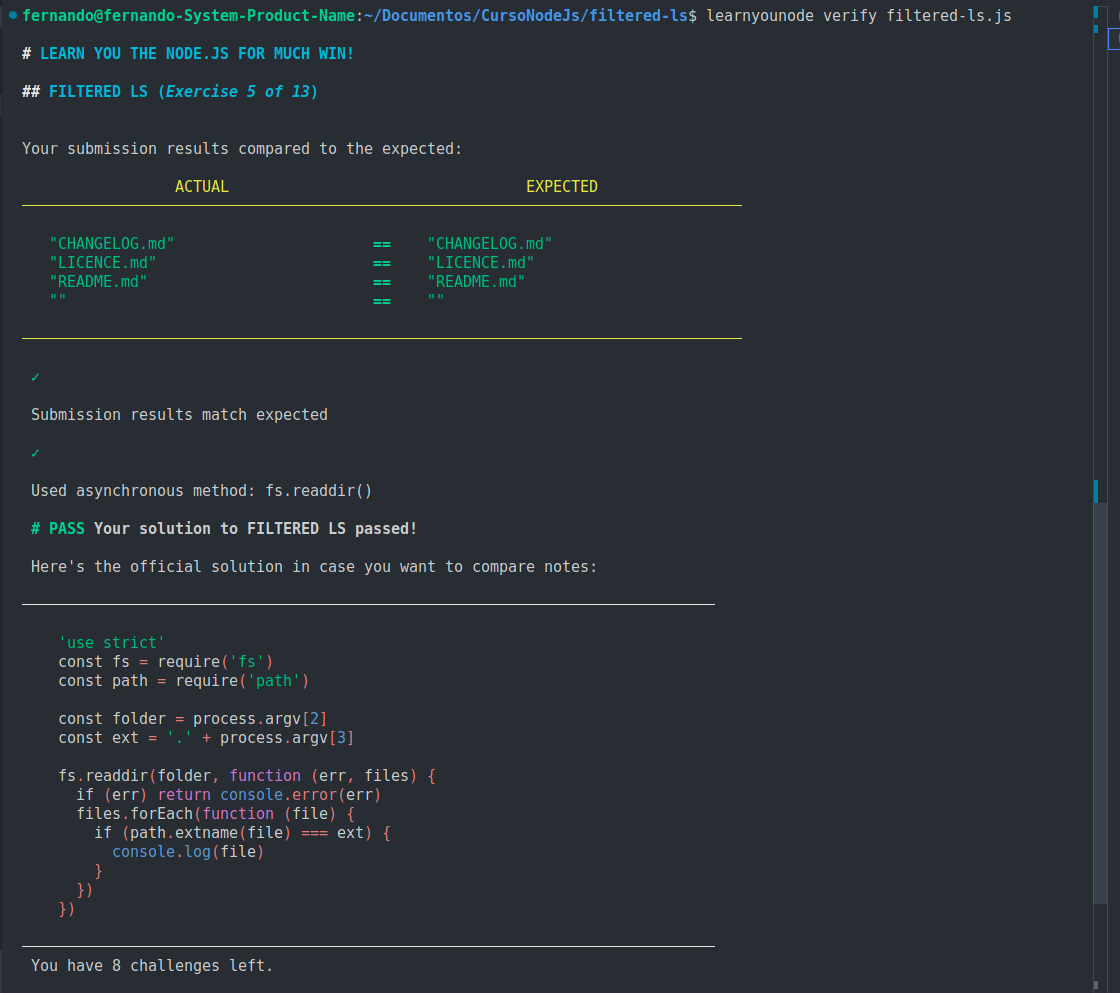 fernando@fernando-System-Product-Name:~/Documentos/CursoNodeJs/filtered-ls$ learnyounode verify filtered-ls.js
# LEARN YOU THE NODE.JS FOR MUCH WIN!
## FILTERED LS (Exercise 5 of 13)
Your submission results compared to the expected:
ACTUAL EXPECTED
"CHANGELOG.md" == "CHANGELOG.md"
"LICENCE.md" == "LICENCE.md"
"README.md" == "README.md"
"" == ""
✓
Submission results match expected
✓
Used asynchronous method: fs.readdir()
# PASS Your solution to FILTERED LS passed!
Here's the official solution in case you want to compare notes:
'use strict'
const fs = require('fs')
const path = require('path')
const folder = process.argv[2]
const ext = '.' + process.argv[3]
fs.readdir(folder, function (err, files) {
if (err) return console.error(err)
files.forEach(function (file) {
if (path.extname(file) === ext) {
console.log(file)
}
})
})
You have 8 challenges left.